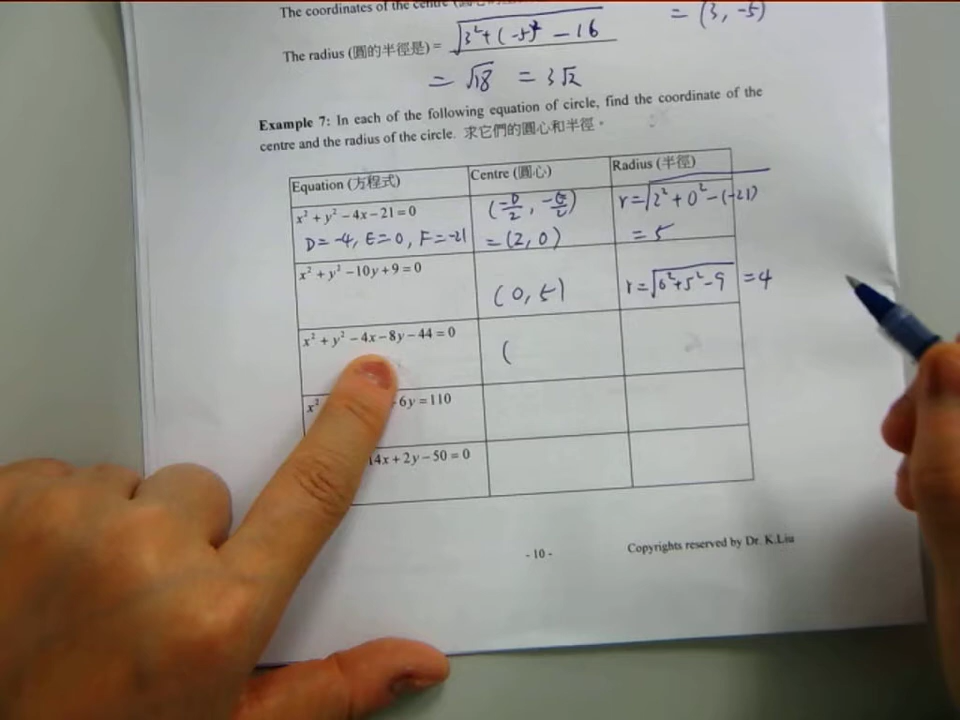 The coordinates of the centre
= (3, -5)
The radius (圓的半徑是) = √(3² + (-5)² - 16)
= √18 = 3√2
Example 7: In each of the following equation of circle, find the coordinate of the
centre and the radius of the circle. 求它們的圓心和半徑。
Equation (方程式) Centre (圓心) Radius (半徑)
x² + y² - 4x - 21 = 0 (-D/2, -E/2) r = √(2² + 0² - (-21))
D = -4, E = 0, F = -21 = (2, 0) = 5
x² + y² - 10y + 9 = 0
(0, 5) r = √(0² + 5² - 9) = 4
x² + y² - 4x - 8y - 44 = 0
(
x² - 6y = 110
14x + 2y - 50 = 0
- 10 - Copyrights reserved by Dr. K.Liu